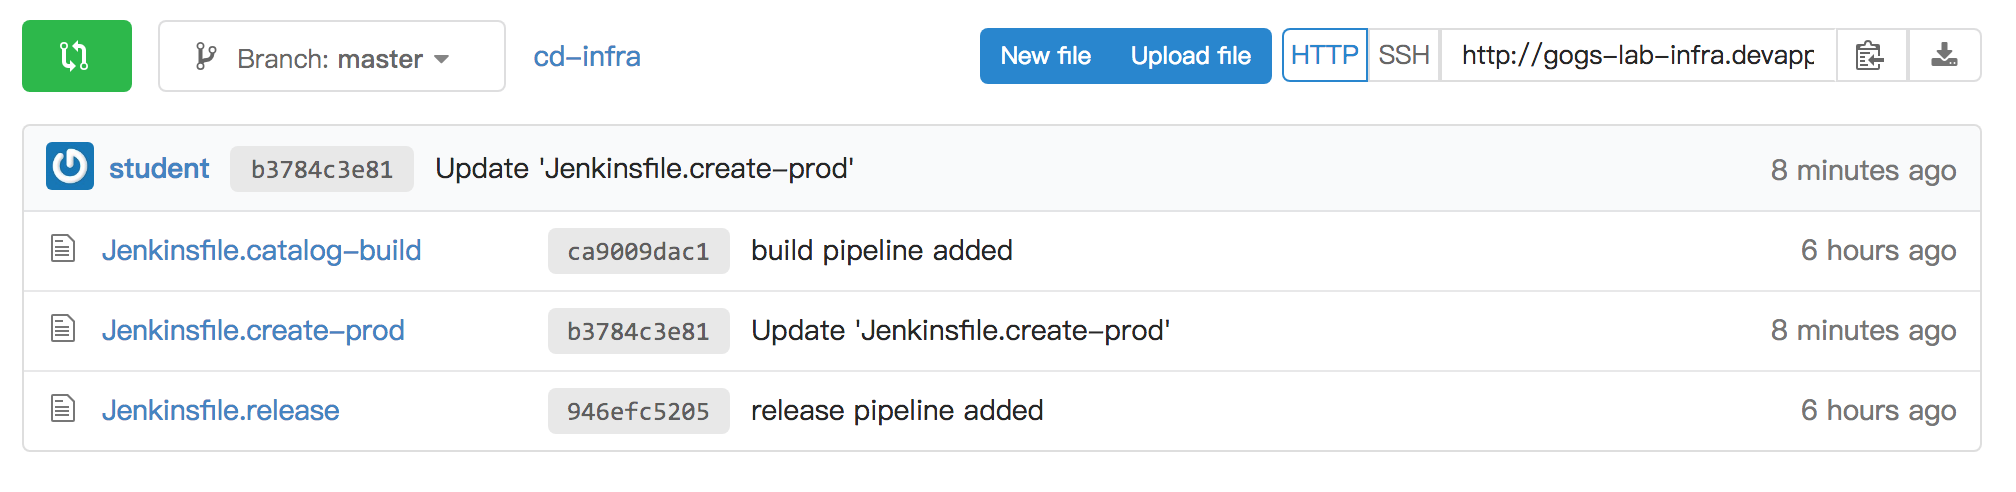 Branch: master cd-infra New file Upload file HTTP SSH http://gogs-lab-infra.devapp
student b3784c3e81 Update 'Jenkinsfile.create-prod' 8 minutes ago
Jenkinsfile.catalog-build ca9009dac1 build pipeline added 6 hours ago
Jenkinsfile.create-prod b3784c3e81 Update 'Jenkinsfile.create-prod' 8 minutes ago
Jenkinsfile.release 946efc5205 release pipeline added 6 hours ago